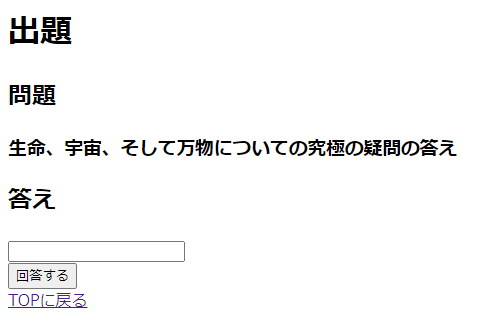 出題
問題
生命、宇宙、そして万物についての究極の疑問の答え
答え
回答する
TOPに戻る